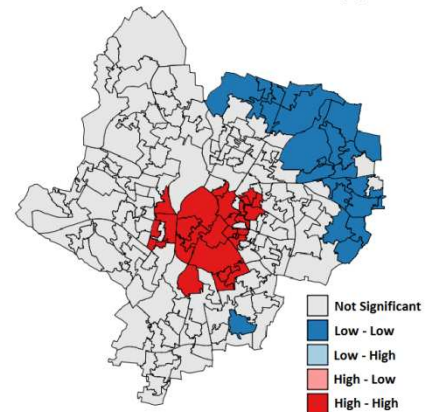 Not Significant
Low - Low
Low - High
High - Low
High - High